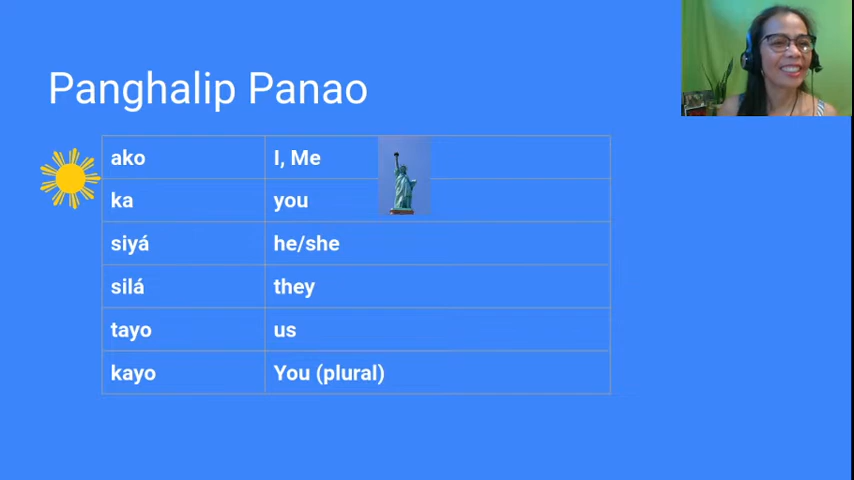 Panghalip Panao
ako I, Me
ka you
siyá he/she
silá they
tayo us
kayo You (plural)